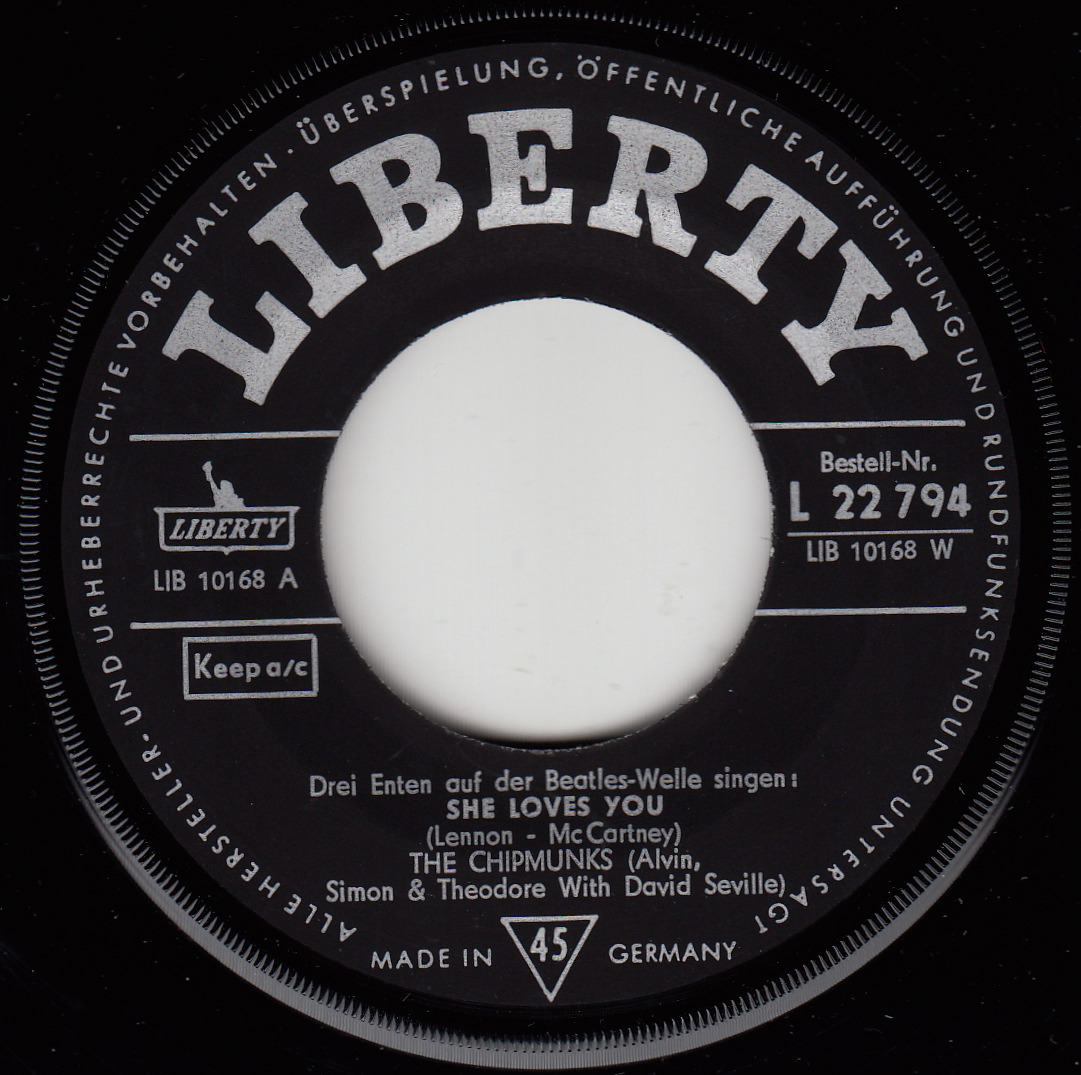 ALLE HERSTELLER- UND URHEBERRECHTE VORBEHALTEN · ÜBERSPIELUNG, ÖFFENTLICHE AUFFÜHRUNG UND RUNDFUNKSENDUNG UNTERSAGT
LIBERTY
LIBERTY
LIB 10168 A
Bestell-Nr.
L 22 794
LIB 10168 W
Keep a/c
Drei Enten auf der Beatles-Welle singen:
SHE LOVES YOU
(Lennon - McCartney)
THE CHIPMUNKS (Alvin,
Simon & Theodore With David Seville)
MADE IN 45 GERMANY